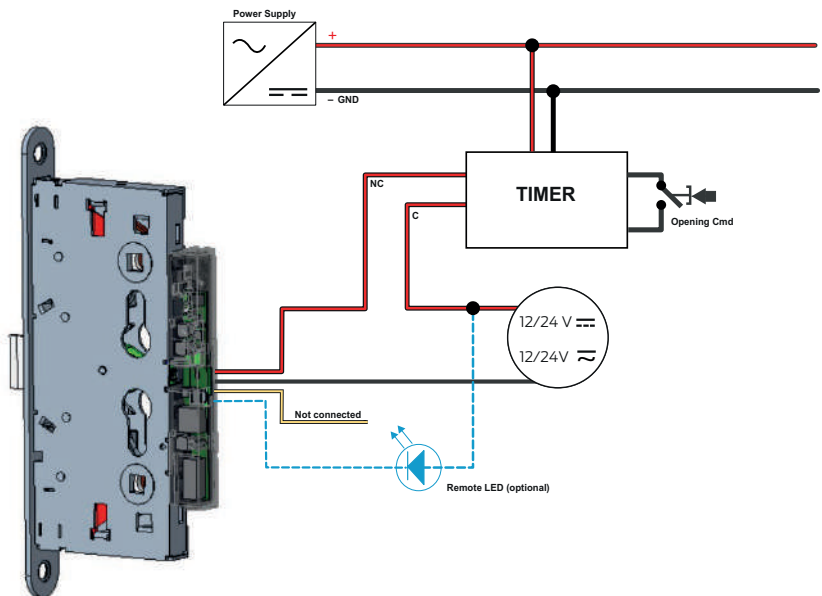 Power Supply
+
– GND
NC
TIMER
C
Opening Cmd
12/24 V
12/24V
Not connected
Remote LED (optional)